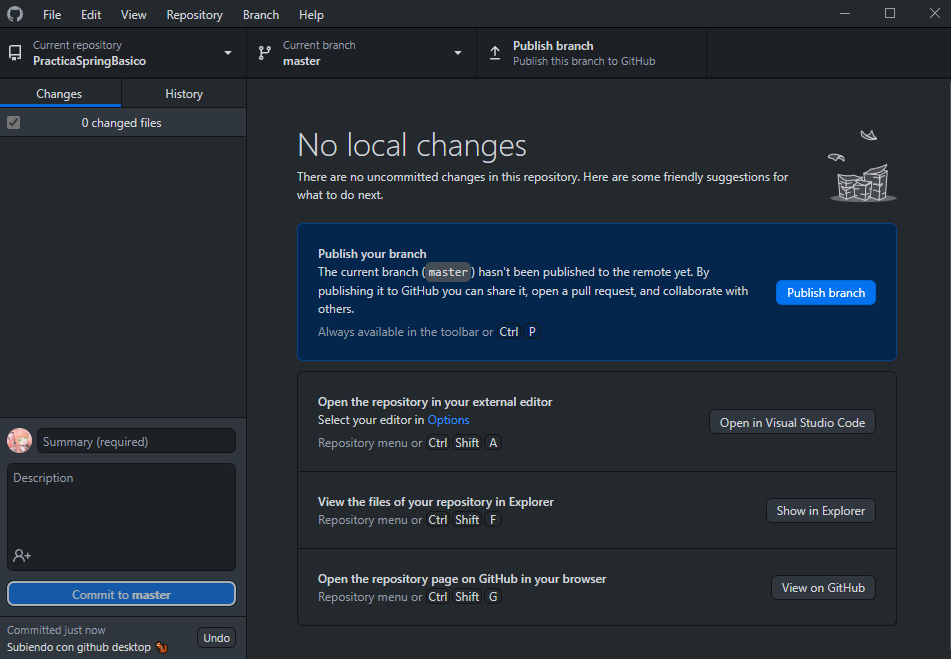 File Edit View Repository Branch Help
Current repository
PracticaSpringBasico
Current branch
master
Publish branch
Publish this branch to GitHub
Changes
History
0 changed files
No local changes
There are no uncommitted changes in this repository. Here are some friendly suggestions for
what to do next.
Publish your branch
The current branch (master) hasn't been published to the remote yet. By
publishing it to GitHub you can share it, open a pull request, and collaborate with
others.
Always available in the toolbar or Ctrl P
Publish branch
Open the repository in your external editor
Select your editor in Options
Repository menu or Ctrl Shift A
Open in Visual Studio Code
View the files of your repository in Explorer
Repository menu or Ctrl Shift F
Show in Explorer
Open the repository page on GitHub in your browser
Repository menu or Ctrl Shift G
View on GitHub
Summary (required)
Description
Commit to master
Committed just now
Subiendo con github desktop 🐿️
Undo